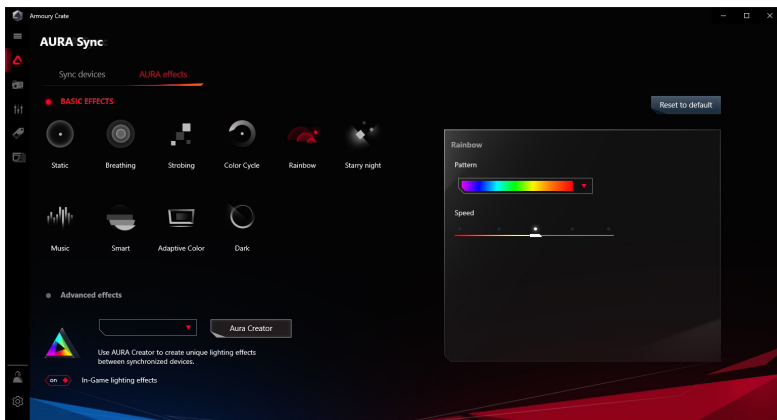 Armoury Crate
AURA Sync
Sync devices
AURA effects
BASIC EFFECTS
Reset to default
Static
Breathing
Strobing
Color Cycle
Rainbow
Starry night
Music
Smart
Adaptive Color
Dark
Rainbow
Pattern
Speed
Advanced effects
Aura Creator
Use AURA Creator to create unique lighting effects
between synchronized devices.
on
In-Game lighting effects